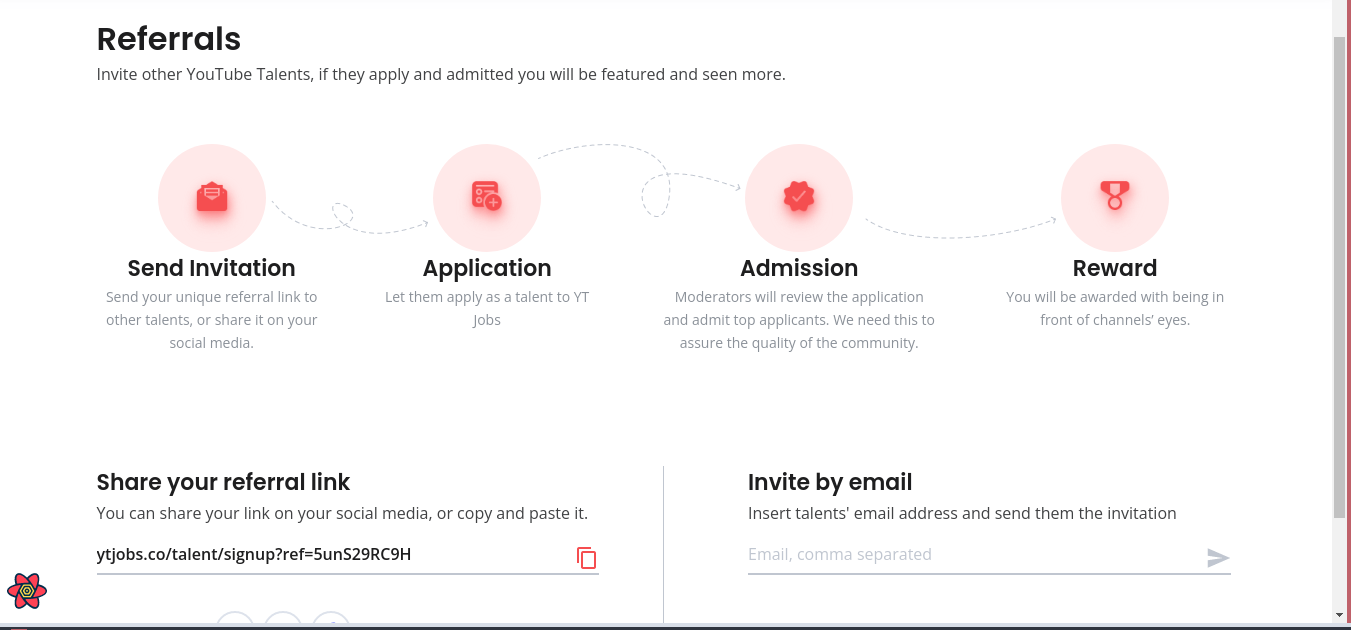 Referrals
Invite other YouTube Talents, if they apply and admitted you will be featured and seen more.
Send Invitation
Send your unique referral link to
other talents, or share it on your
social media.
Application
Let them apply as a talent to YT
Jobs
Admission
Moderators will review the application
and admit top applicants. We need this to
assure the quality of the community.
Reward
You will be awarded with being in
front of channels’ eyes.
Share your referral link
You can share your link on your social media, or copy and paste it.
ytjobs.co/talent/signup?ref=5unS29RC9H
Invite by email
Insert talents' email address and send them the invitation
Email, comma separated